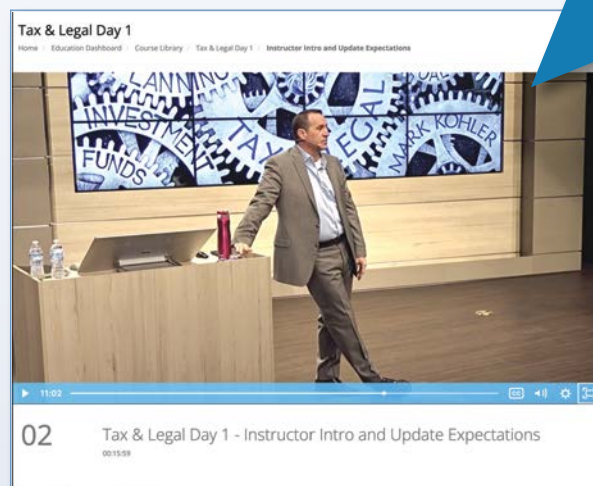 Tax & Legal Day 1
Home / Education Dashboard / Course Library / Tax & Legal Day 1 / Instructor Intro and Update Expectations
PLANNING
INVESTMENT
FUNDS
TAX
LEGAL
MARK KOHLER
11:02
CC
02 Tax & Legal Day 1 - Instructor Intro and Update Expectations
00:15:59